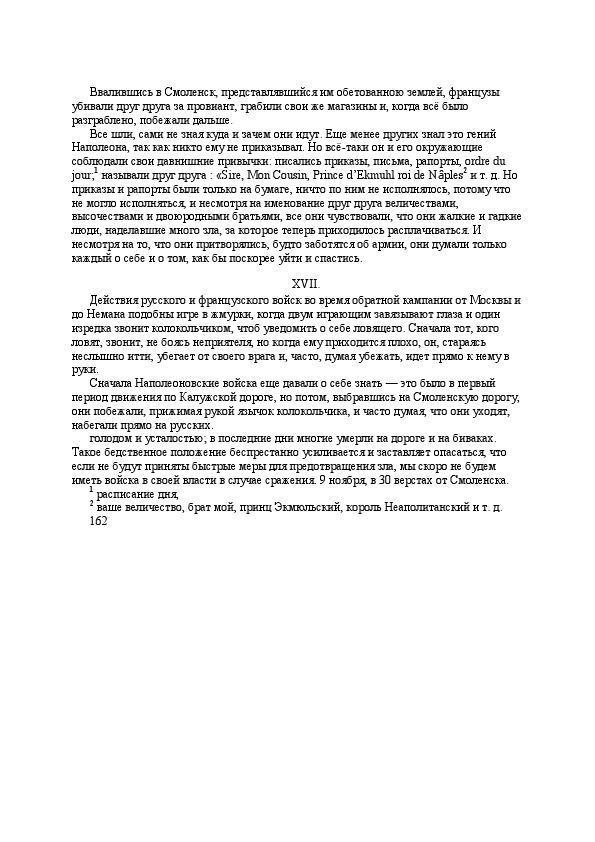 Ввалившись в Смоленск, представлявшийся им обетованною землей, французы
убивали друг друга за провиант, грабили свои же магазины и, когда всё было
разграблено, побежали дальше.
Все шли, сами не зная куда и зачем они идут. Еще менее других знал это гений
Наполеона, так как никто ему не приказывал. Но всё-таки он и его окружающие
соблюдали свои давнишние привычки: писались приказы, письма, рапорты, ordre du
jour;1 называли друг друга : «Sire, Mon Cousin, Prince d’Ekmuhl roi de Nâples2 и т. д. Но
приказы и рапорты были только на бумаге, ничто по ним не исполнялось, потому что
не могло исполняться, и несмотря на именование друг друга величествами,
высочествами и двоюродными братьями, все они чувствовали, что они жалкие и гадкие
люди, наделавшие много зла, за которое теперь приходилось расплачиваться. И
несмотря на то, что они притворялись, будто заботятся об армии, они думали только
каждый о себе и о том, как бы поскорее уйти и спастись.
XVII.
Действия русского и французского войск во время обратной кампании от Москвы и
до Немана подобны игре в жмурки, когда двум играющим завязывают глаза и один
изредка звонит колокольчиком, чтоб уведомить о себе ловящего. Сначала тот, кого
ловят, звонит, не боясь неприятеля, но когда ему приходится плохо, он, стараясь
неслышно итти, убегает от своего врага и, часто, думая убежать, идет прямо к нему в
руки.
Сначала Наполеоновские войска еще давали о себе знать — это было в первый
период движения по Калужской дороге, но потом, выбравшись на Смоленскую дорогу,
они побежали, прижимая рукой язычок колокольчика, и часто думая, что они уходят,
набегали прямо на русских.
голодом и усталостью; в последние дни многие умерли на дороге и на биваках.
Такое бедственное положение беспрестанно усиливается и заставляет опасаться, что
если не будут приняты быстрые меры для предотвращения зла, мы скоро не будем
иметь войска в своей власти в случае сражения. 9 ноября, в 30 верстах от Смоленска.
1 расписание дня,
2 ваше величество, брат мой, принц Экмюльский, король Неаполитанский и т. д.
162